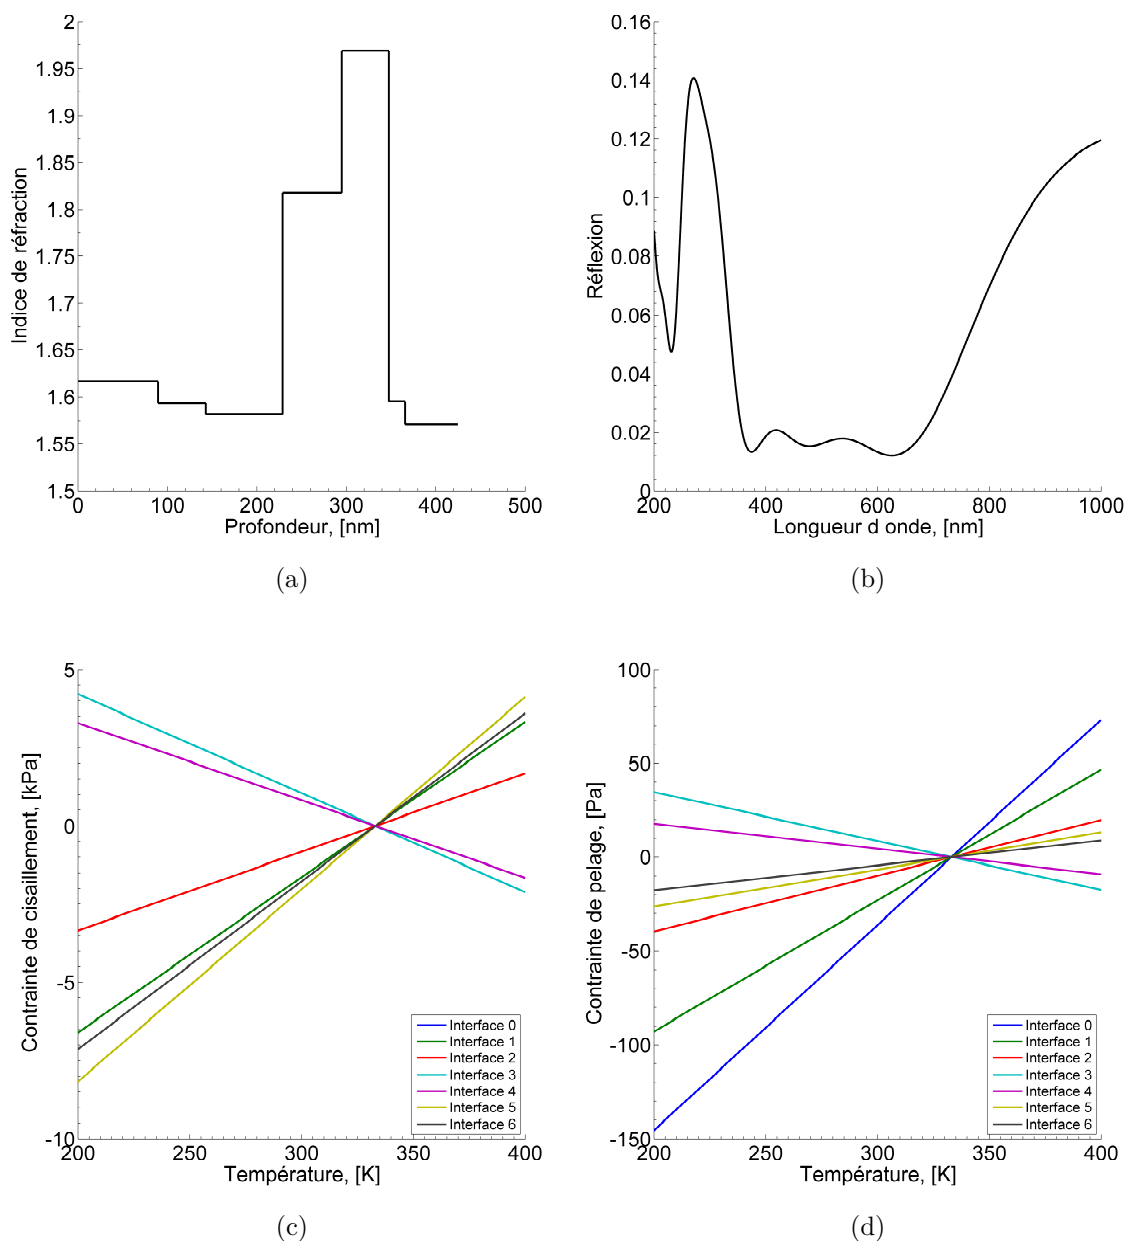 2
1.95
1.9
1.85
1.8
1.75
1.7
1.65
1.6
1.55
1.5
0 100 200 300 400 500
Indice de réfraction
Profondeur, [nm]
(a)
0.16
0.14
0.12
0.1
0.08
0.06
0.04
0.02
0
200 400 600 800 1000
Réflexion
Longueur d onde, [nm]
(b)
5
0
-5
-10
200 250 300 350 400
Contrainte de cisaillement, [kPa]
Température, [K]
Interface 0
Interface 1
Interface 2
Interface 3
Interface 4
Interface 5
Interface 6
(c)
100
50
0
-50
-100
-150
200 250 300 350 400
Contrainte de pelage, [Pa]
Température, [K]
Interface 0
Interface 1
Interface 2
Interface 3
Interface 4
Interface 5
Interface 6
(d)